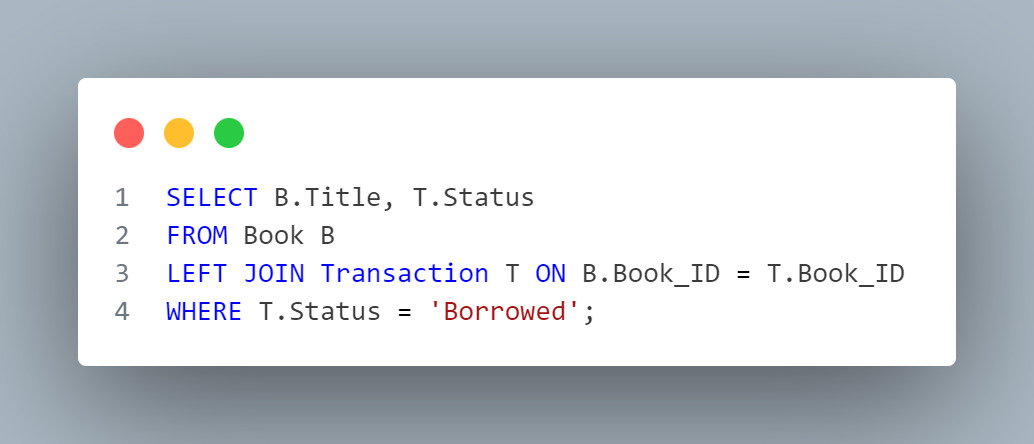 1 SELECT B.Title, T.Status
2 FROM Book B
3 LEFT JOIN Transaction T ON B.Book_ID = T.Book_ID
4 WHERE T.Status = 'Borrowed';